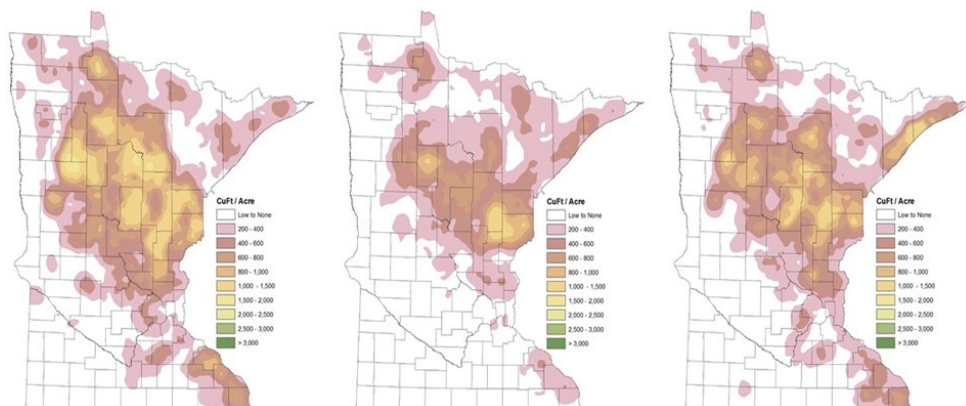 CuFt / Acre
Low to None
200 - 400
400 - 600
600 - 800
800 - 1,000
1,000 - 1,500
1,500 - 2,000
2,000 - 2,500
2,500 - 3,000
> 3,000
CuFt / Acre
Low to None
200 - 400
400 - 600
600 - 800
800 - 1,000
1,000 - 1,500
1,500 - 2,000
2,000 - 2,500
2,500 - 3,000
> 3,000
CuFt / Acre
Low to None
200 - 400
400 - 600
600 - 800
800 - 1,000
1,000 - 1,500
1,500 - 2,000
2,000 - 2,500
2,500 - 3,000
> 3,000